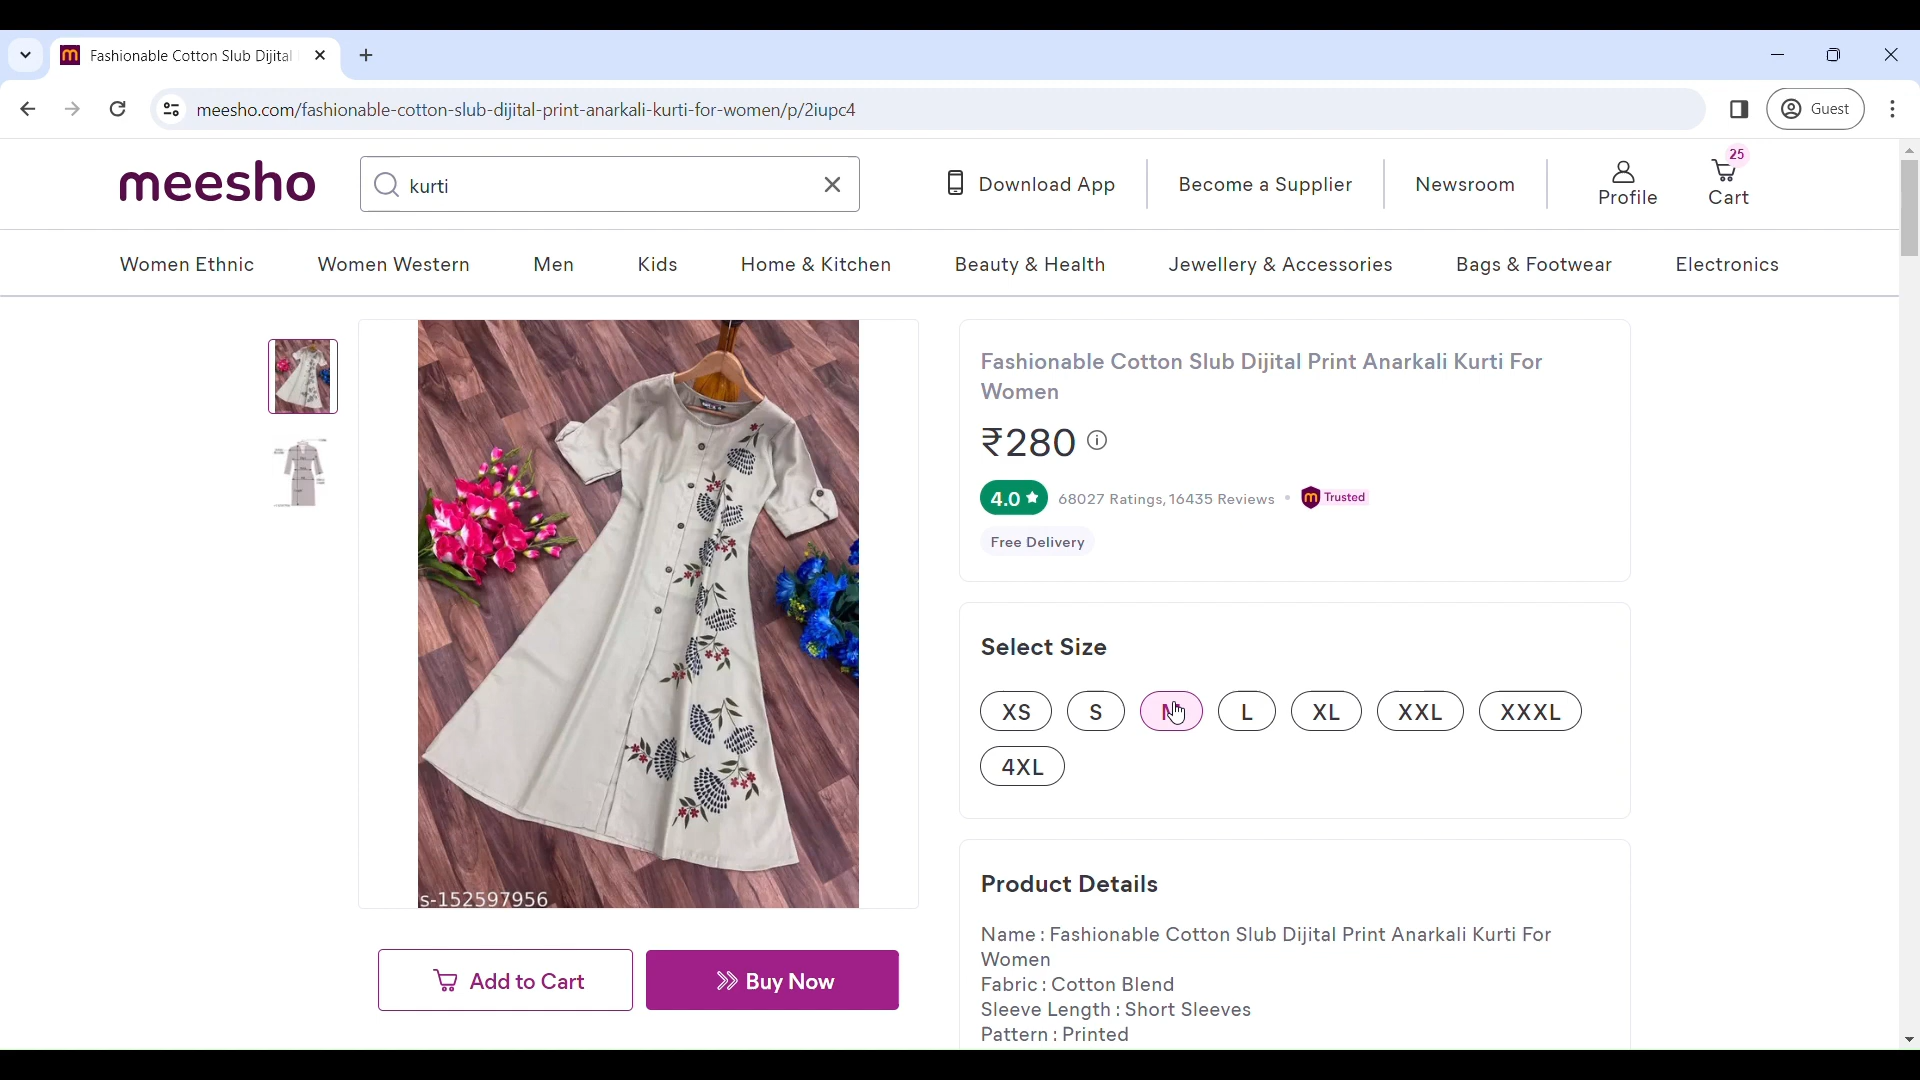 Fashionable Cotton Slub Dijital
meesho.com/fashionable-cotton-slub-dijital-print-anarkali-kurti-for-women/p/2iupc4
Guest
meesho
kurti
Download App
Become a Supplier
Newsroom
Profile
25
Cart
Women Ethnic
Women Western
Men
Kids
Home & Kitchen
Beauty & Health
Jewellery & Accessories
Bags & Footwear
Electronics
s-152597956
Add to Cart
Buy Now
Fashionable Cotton Slub Dijital Print Anarkali Kurti For
Women
₹280
4.0 ★
68027 Ratings, 16435 Reviews
Trusted
Free Delivery
Select Size
XS
S
L
XL
XXL
XXXL
4XL
Product Details
Name : Fashionable Cotton Slub Dijital Print Anarkali Kurti For
Women
Fabric : Cotton Blend
Sleeve Length : Short Sleeves
Pattern : Printed